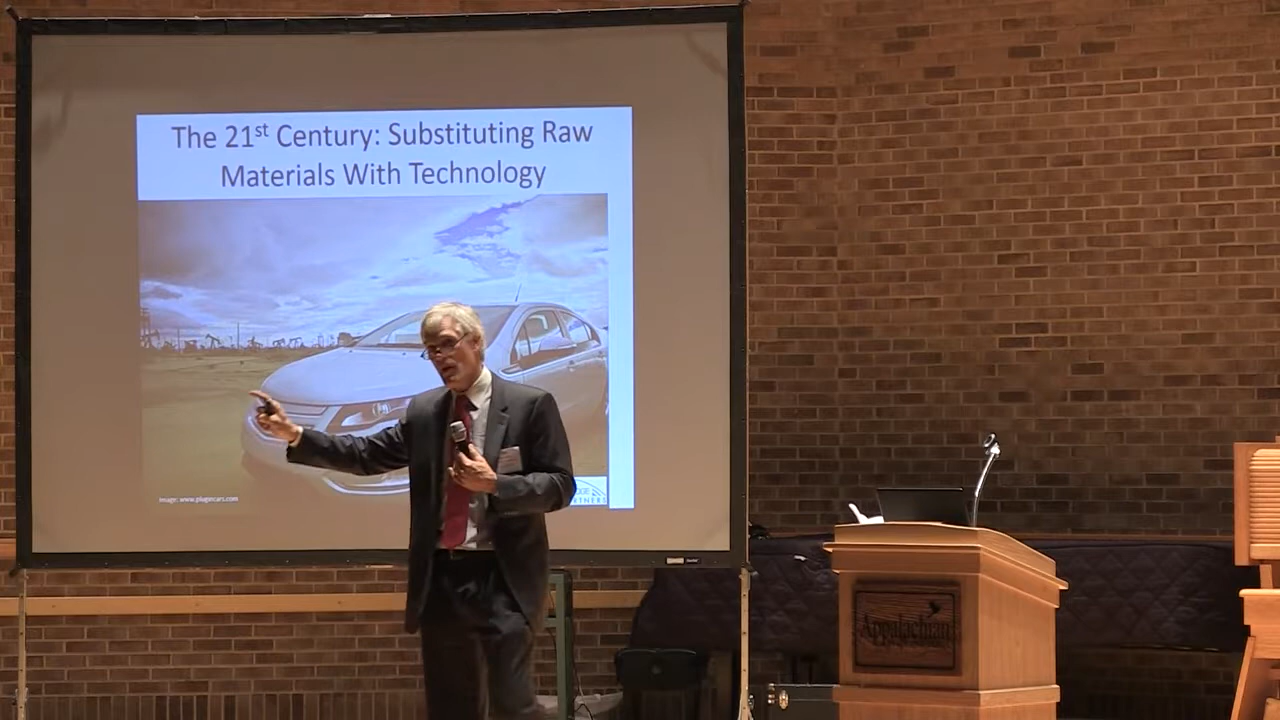 The 21st Century: Substituting Raw
Materials With Technology
Image: www.plugincars.com
Appalachian